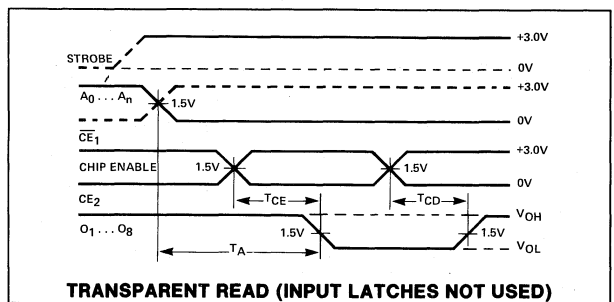 +3.0V
STROBE
0V
+3.0V
A0 . . . An
1.5V
0V
CE1
+3.0V
CHIP ENABLE
1.5V
1.5V
0V
TCE
TCD
CE2
VOH
O1 . . . O8
1.5V
1.5V
TA
VOL
TRANSPARENT READ (INPUT LATCHES NOT USED)